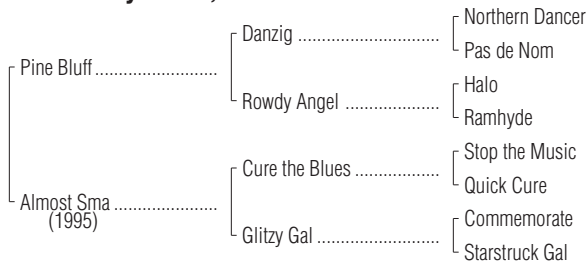 Northern Dancer
Danzig ..............................
Pas de Nom
Pine Bluff..........................
Halo
Rowdy Angel ....................
Ramhyde
Stop the Music
Cure the Blues ..................
Quick Cure
Almost Sma ......................
(1995)
Commemorate
Glitzy Gal ..........................
Starstruck Gal